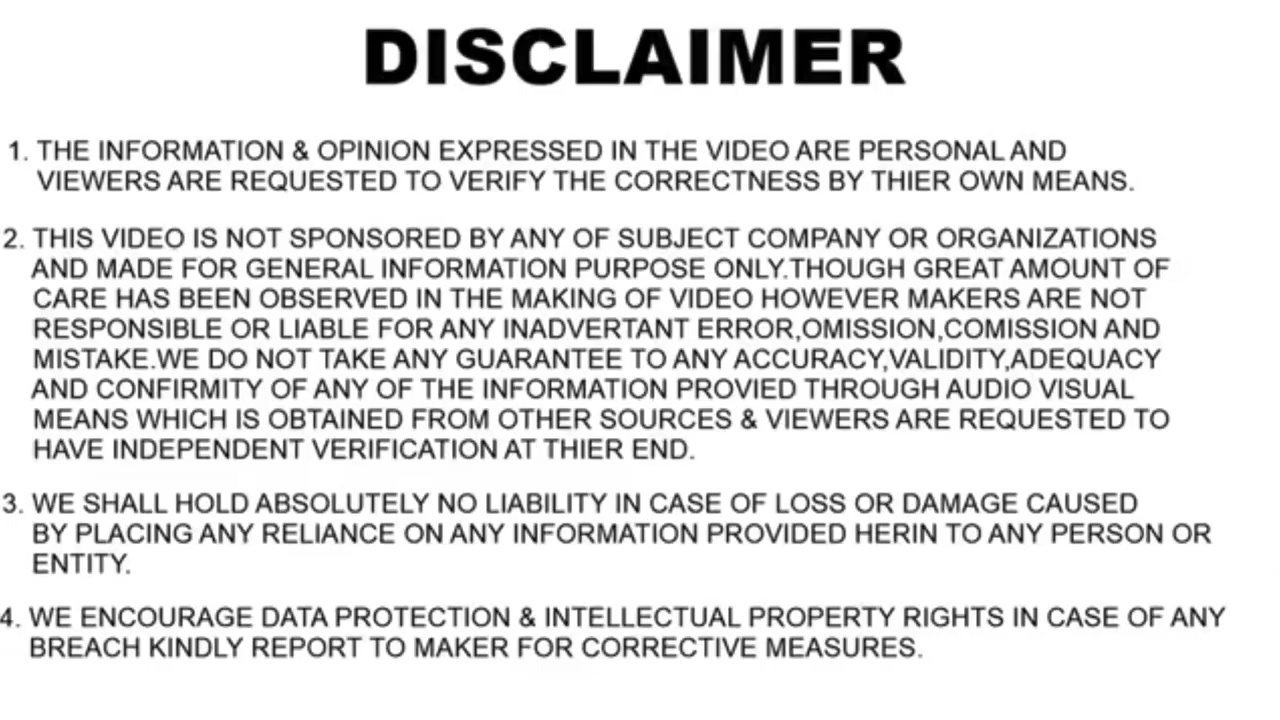 DISCLAIMER
1. THE INFORMATION & OPINION EXPRESSED IN THE VIDEO ARE PERSONAL AND
VIEWERS ARE REQUESTED TO VERIFY THE CORRECTNESS BY THIER OWN MEANS.
2. THIS VIDEO IS NOT SPONSORED BY ANY OF SUBJECT COMPANY OR ORGANIZATIONS
AND MADE FOR GENERAL INFORMATION PURPOSE ONLY.THOUGH GREAT AMOUNT OF
CARE HAS BEEN OBSERVED IN THE MAKING OF VIDEO HOWEVER MAKERS ARE NOT
RESPONSIBLE OR LIABLE FOR ANY INADVERTANT ERROR,OMISSION,COMISSION AND
MISTAKE.WE DO NOT TAKE ANY GUARANTEE TO ANY ACCURACY,VALIDITY,ADEQUACY
AND CONFIRMITY OF ANY OF THE INFORMATION PROVIED THROUGH AUDIO VISUAL
MEANS WHICH IS OBTAINED FROM OTHER SOURCES & VIEWERS ARE REQUESTED TO
HAVE INDEPENDENT VERIFICATION AT THIER END.
3. WE SHALL HOLD ABSOLUTELY NO LIABILITY IN CASE OF LOSS OR DAMAGE CAUSED
BY PLACING ANY RELIANCE ON ANY INFORMATION PROVIDED HERIN TO ANY PERSON OR
ENTITY.
4. WE ENCOURAGE DATA PROTECTION & INTELLECTUAL PROPERTY RIGHTS IN CASE OF ANY
BREACH KINDLY REPORT TO MAKER FOR CORRECTIVE MEASURES.